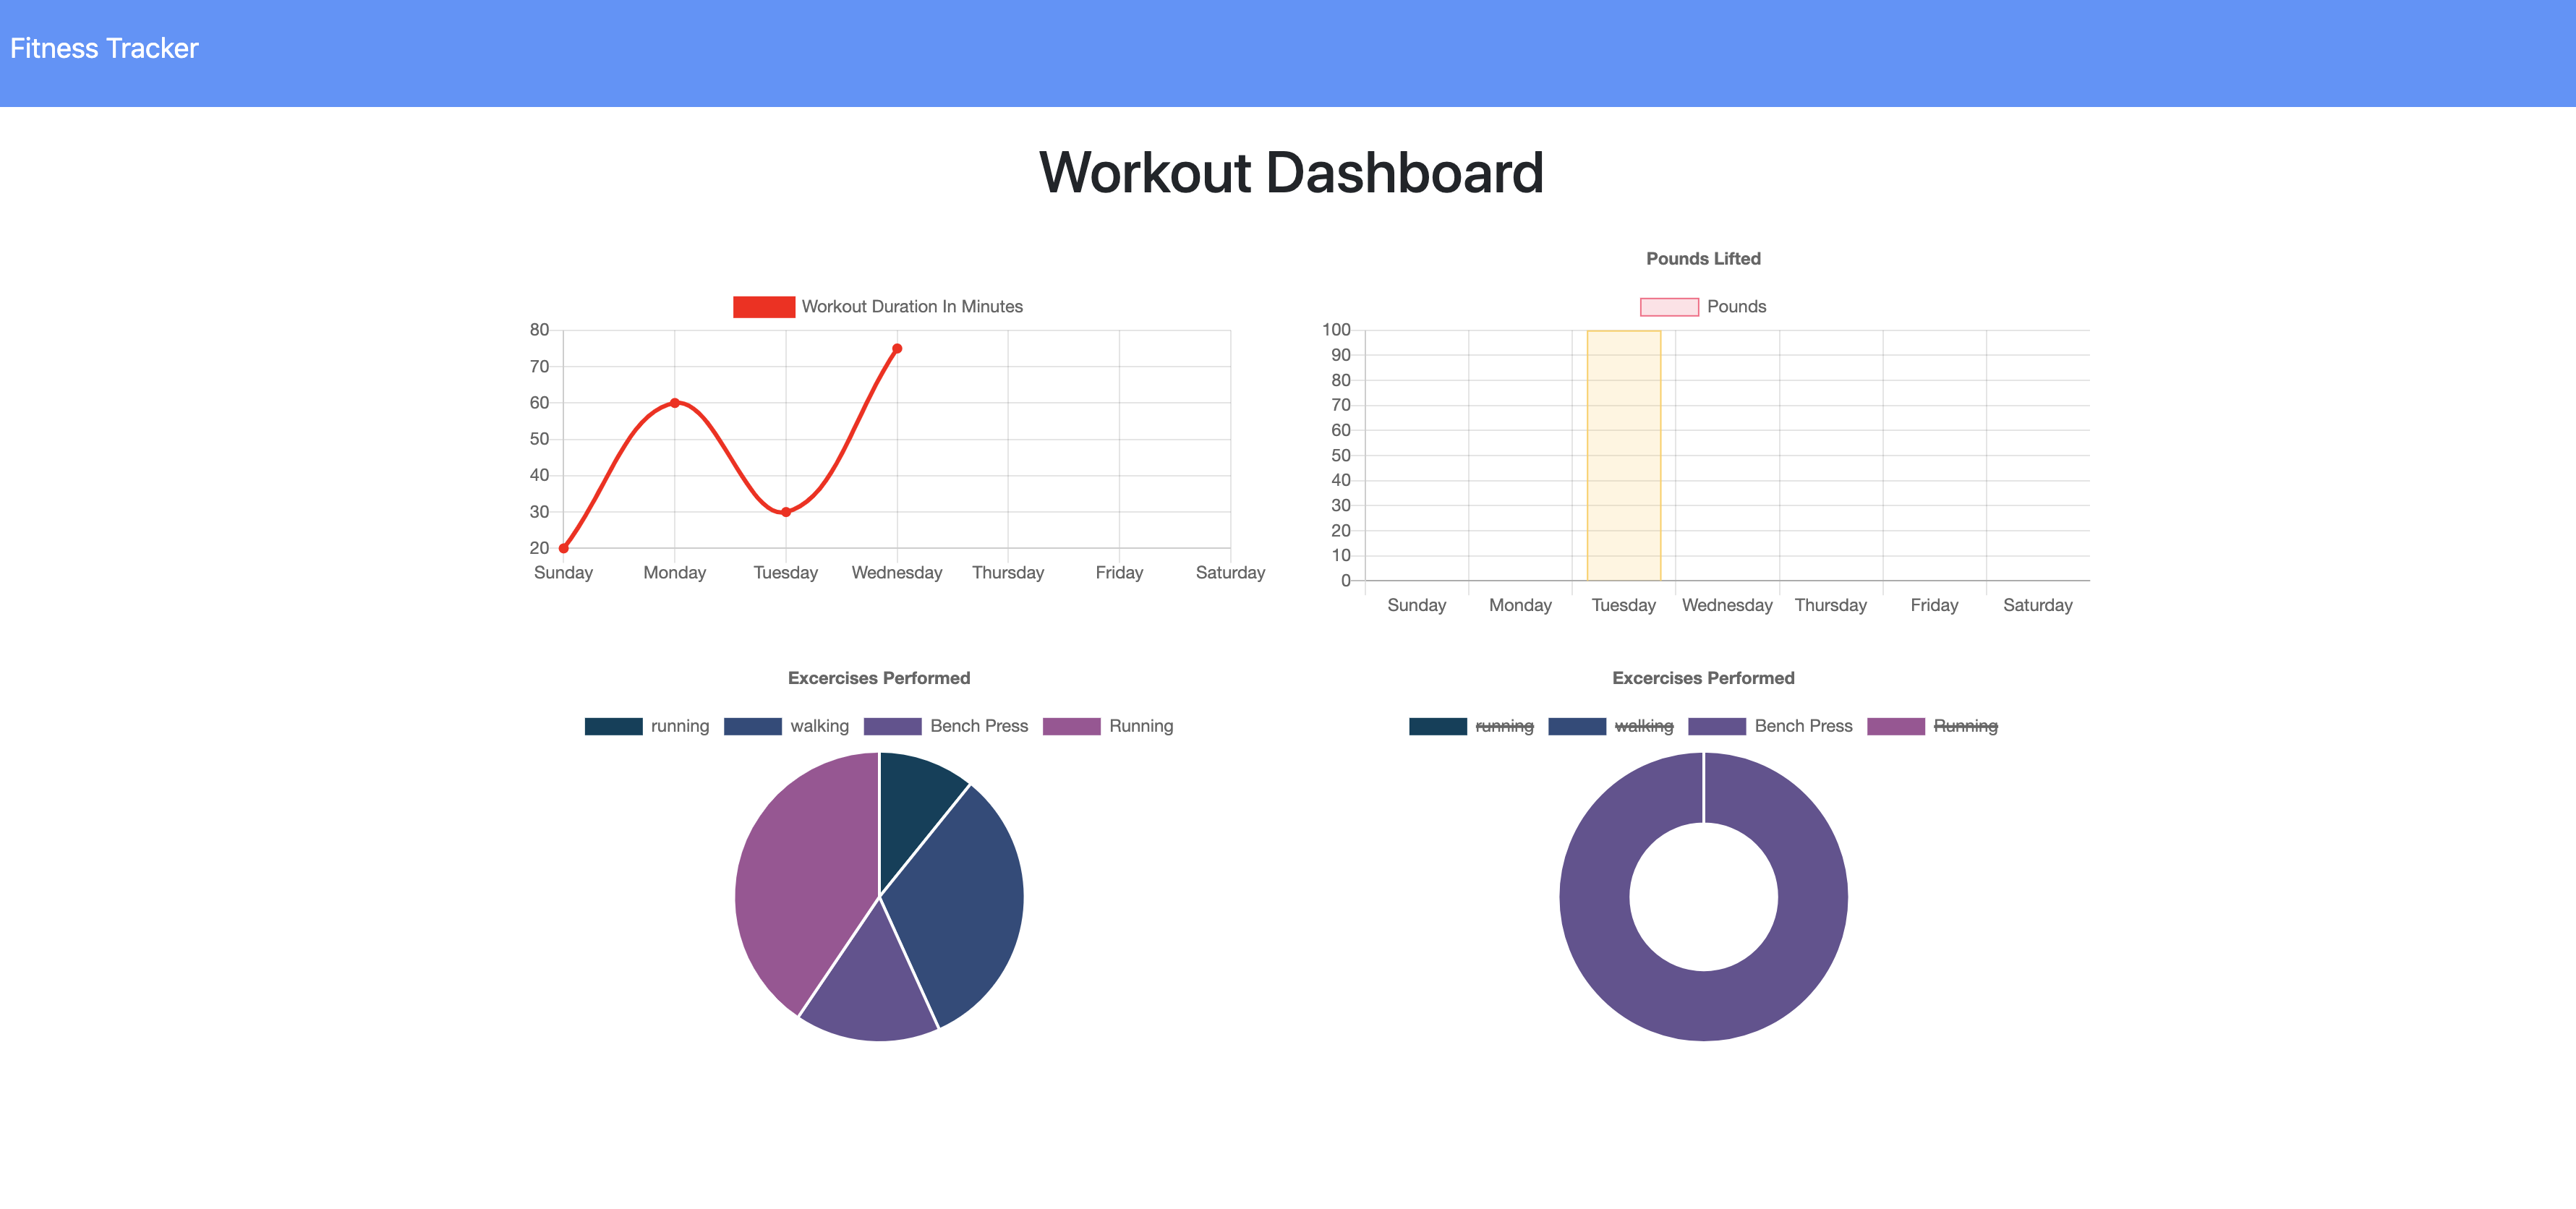 Fitness Tracker
Workout Dashboard
Workout Duration In Minutes
80
70
60
50
40
30
20
Sunday Monday Tuesday Wednesday Thursday Friday Saturday
Pounds Lifted
Pounds
100
90
80
70
60
50
40
30
20
10
0
Sunday Monday Tuesday Wednesday Thursday Friday Saturday
Excercises Performed
running walking Bench Press Running
Excercises Performed
running walking Bench Press Running